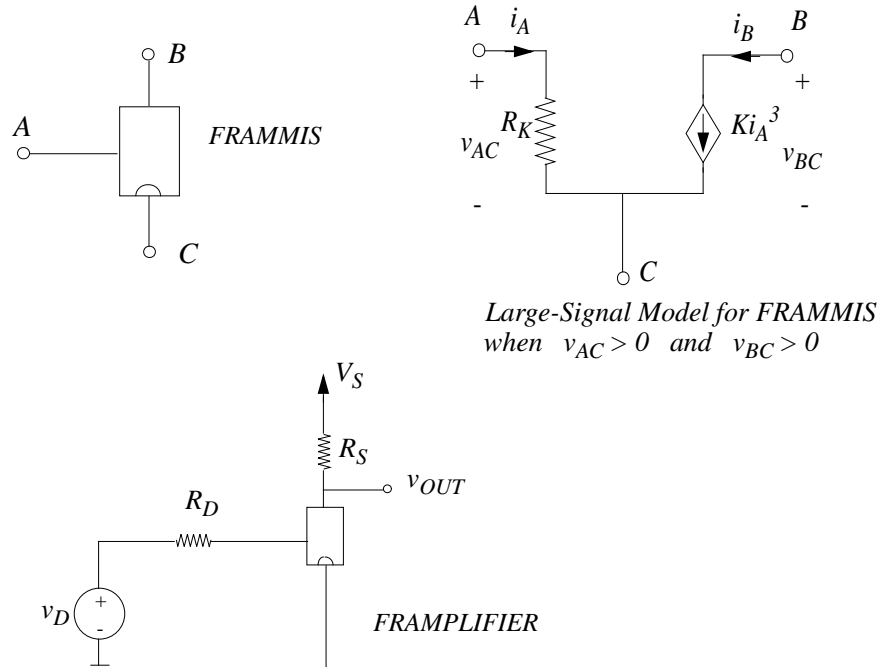 B
A
FRAMMIS
C
A
i_A
i_B
B
+
+
R_K
Ki_A^3
v_AC
v_BC
-
-
C
Large-Signal Model for FRAMMIS
when v_AC > 0 and v_BC > 0
V_S
R_S
v_OUT
R_D
v_D
+
-
FRAMPLIFIER